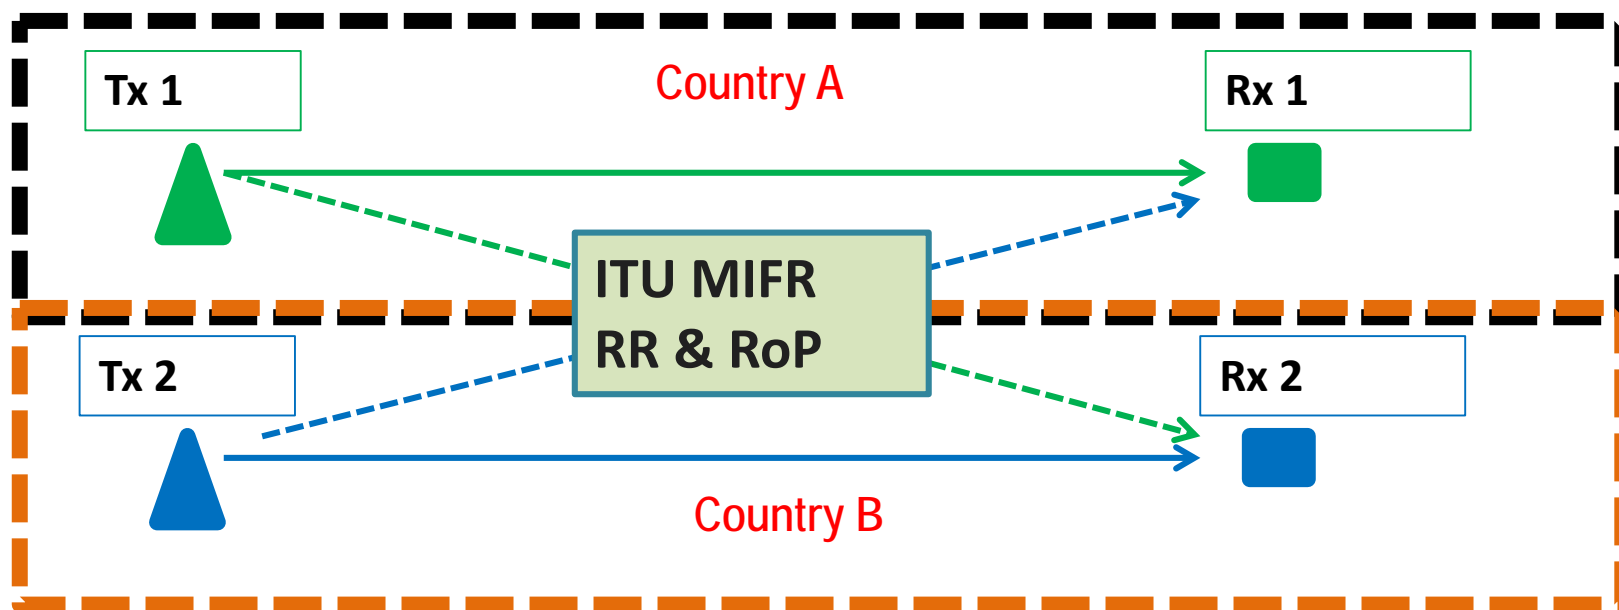 Tx 1
Country A
Rx 1
ITU MIFR
RR & RoP
Tx 2
Rx 2
Country B